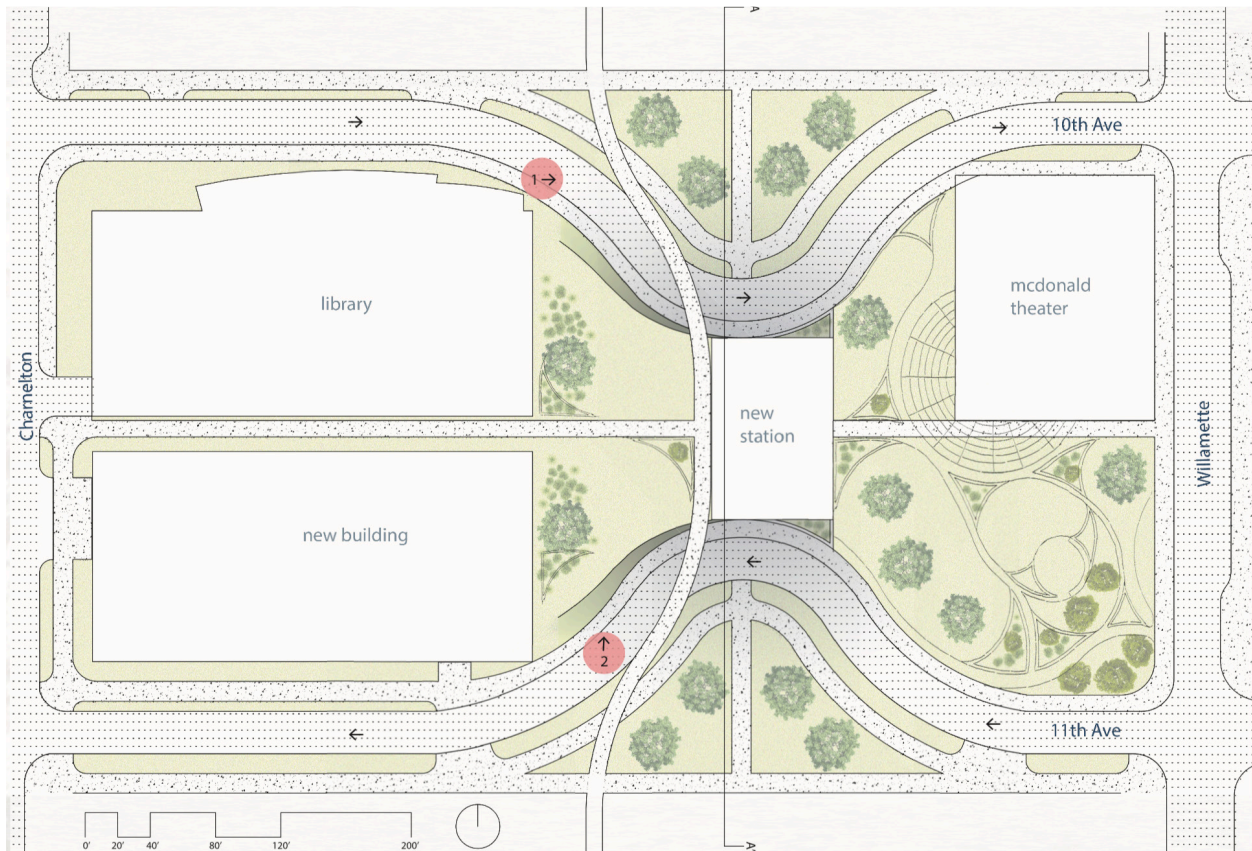 A
10th Ave
1
library
mcdonald
theater
new
station
Charnelton
Willamette
new building
2
11th Ave
A'
0' 20' 40' 80' 120' 200'